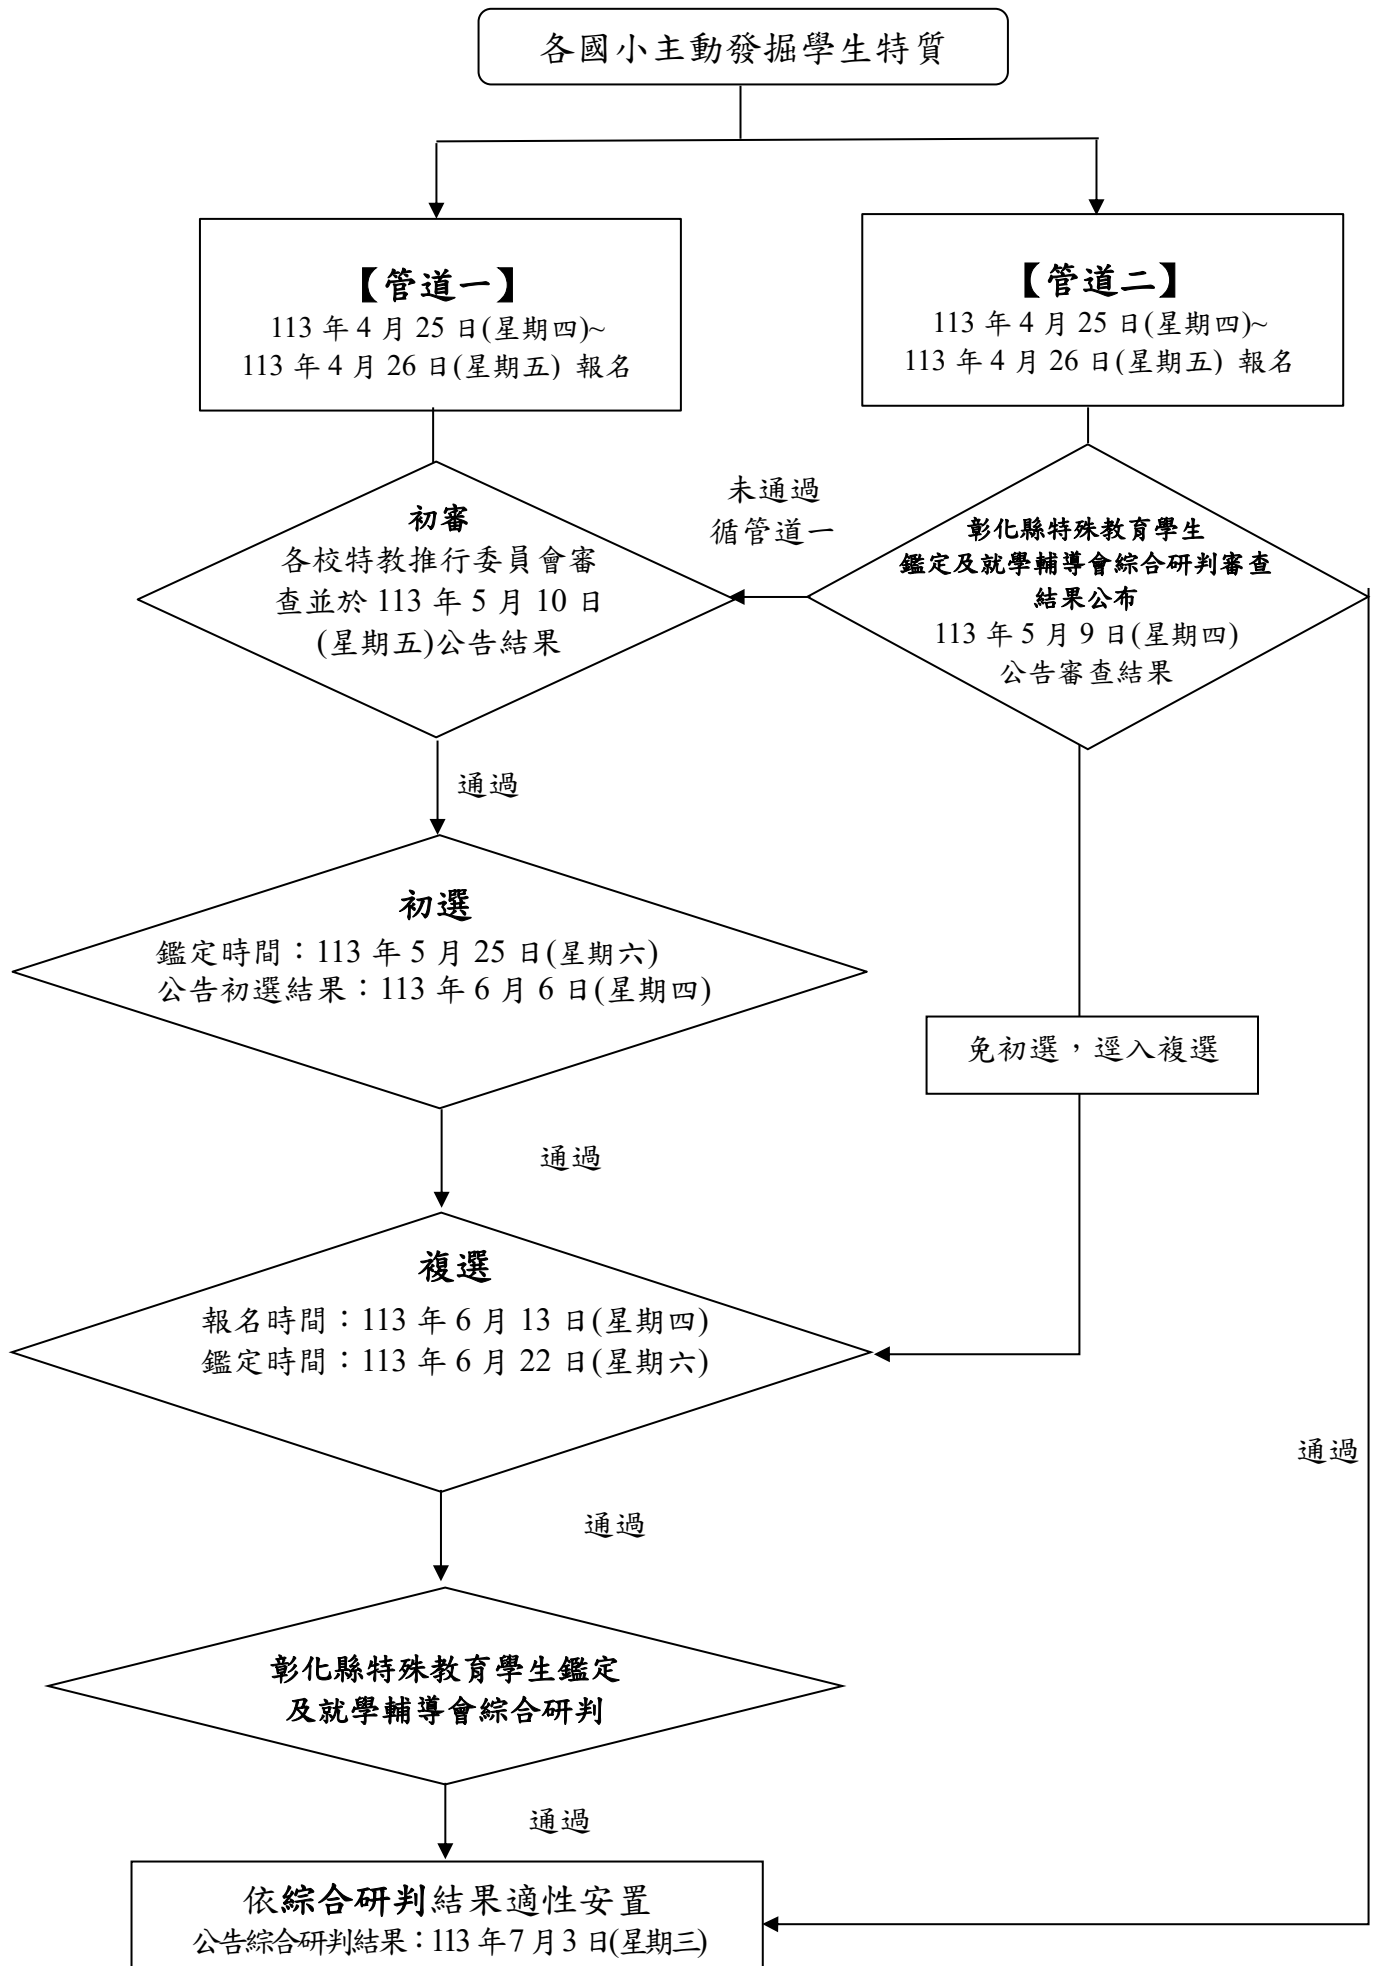 各國小主動發掘學生特質
【管道一】
113 年 4 月 25 日(星期四)~
113 年 4 月 26 日(星期五) 報名
【管道二】
113 年 4 月 25 日(星期四)~
113 年 4 月 26 日(星期五) 報名
初審
各校特教推行委員會審
查並於 113 年 5 月 10 日
(星期五)公告結果
未通過
循管道一
彰化縣特殊教育學生
鑑定及就學輔導會綜合研判審查
結果公布
113 年 5 月 9 日(星期四)
公告審查結果
通過
初選
鑑定時間：113 年 5 月 25 日(星期六)
公告初選結果：113 年 6 月 6 日(星期四)
免初選，逕入複選
通過
複選
報名時間：113 年 6 月 13 日(星期四)
鑑定時間：113 年 6 月 22 日(星期六)
通過
通過
彰化縣特殊教育學生鑑定
及就學輔導會綜合研判
通過
依綜合研判結果適性安置
公告綜合研判結果：113 年 7 月 3 日(星期三)